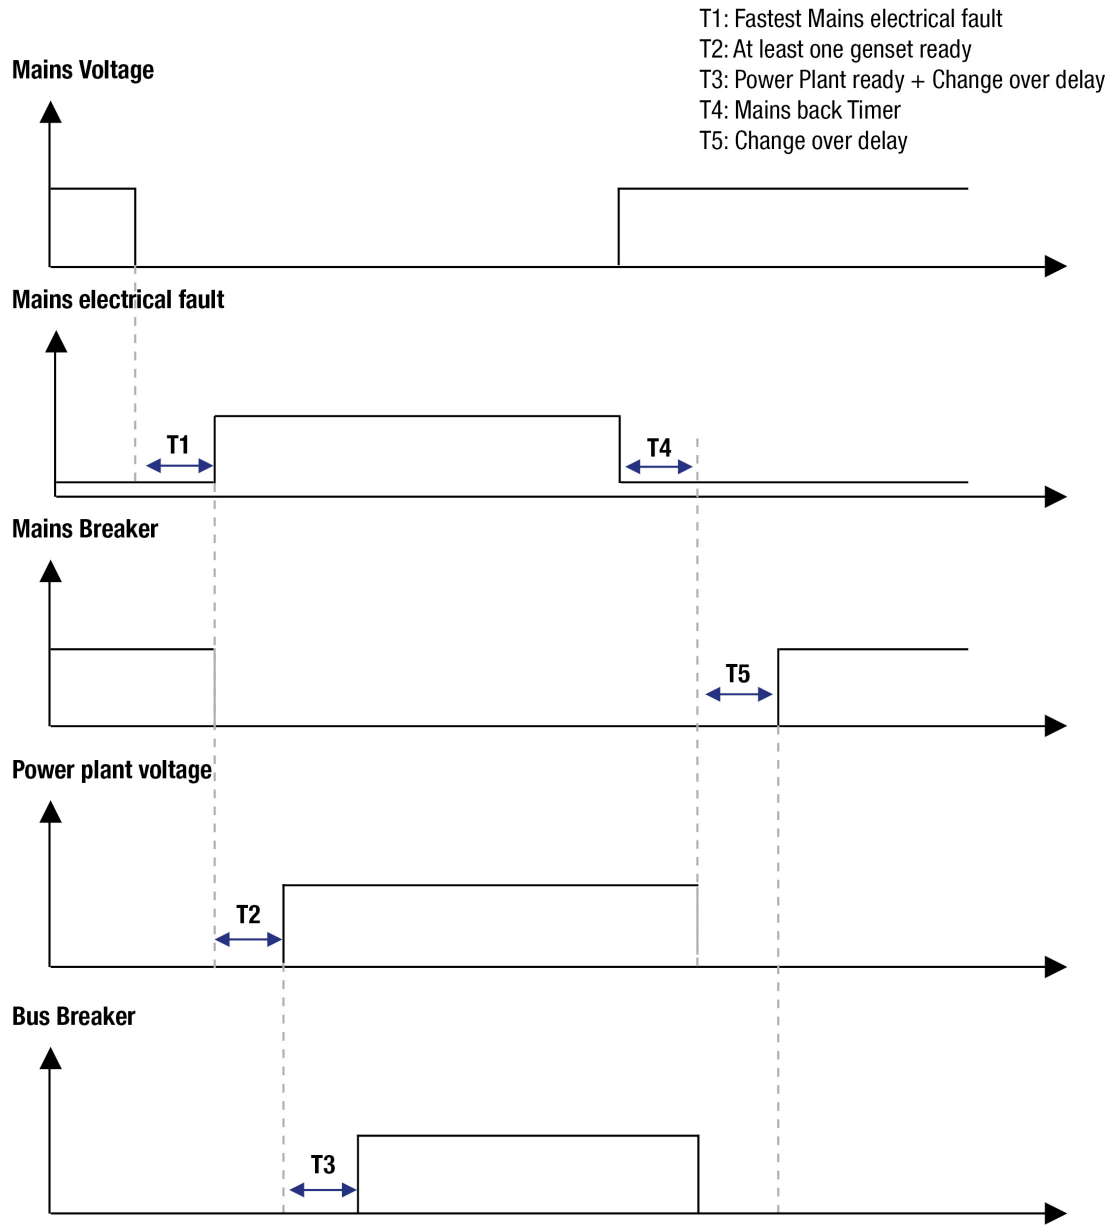 T1: Fastest Mains electrical fault
T2: At least one genset ready
T3: Power Plant ready + Change over delay
T4: Mains back Timer
T5: Change over delay
Mains Voltage
Mains electrical fault
T1
T4
Mains Breaker
T5
Power plant voltage
T2
Bus Breaker
T3